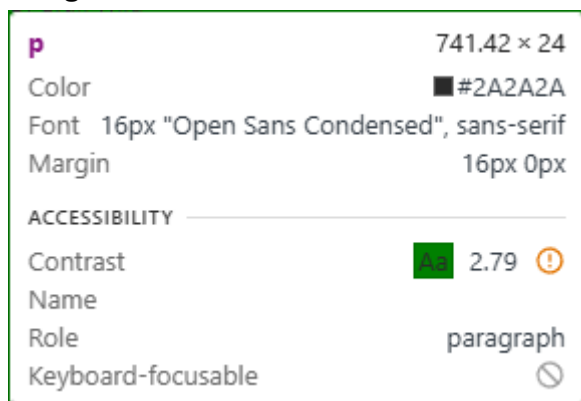 p 741.42 × 24
Color #2A2A2A
Font 16px "Open Sans Condensed", sans-serif
Margin 16px 0px
ACCESSIBILITY
Contrast Aa 2.79
Name
Role paragraph
Keyboard-focusable